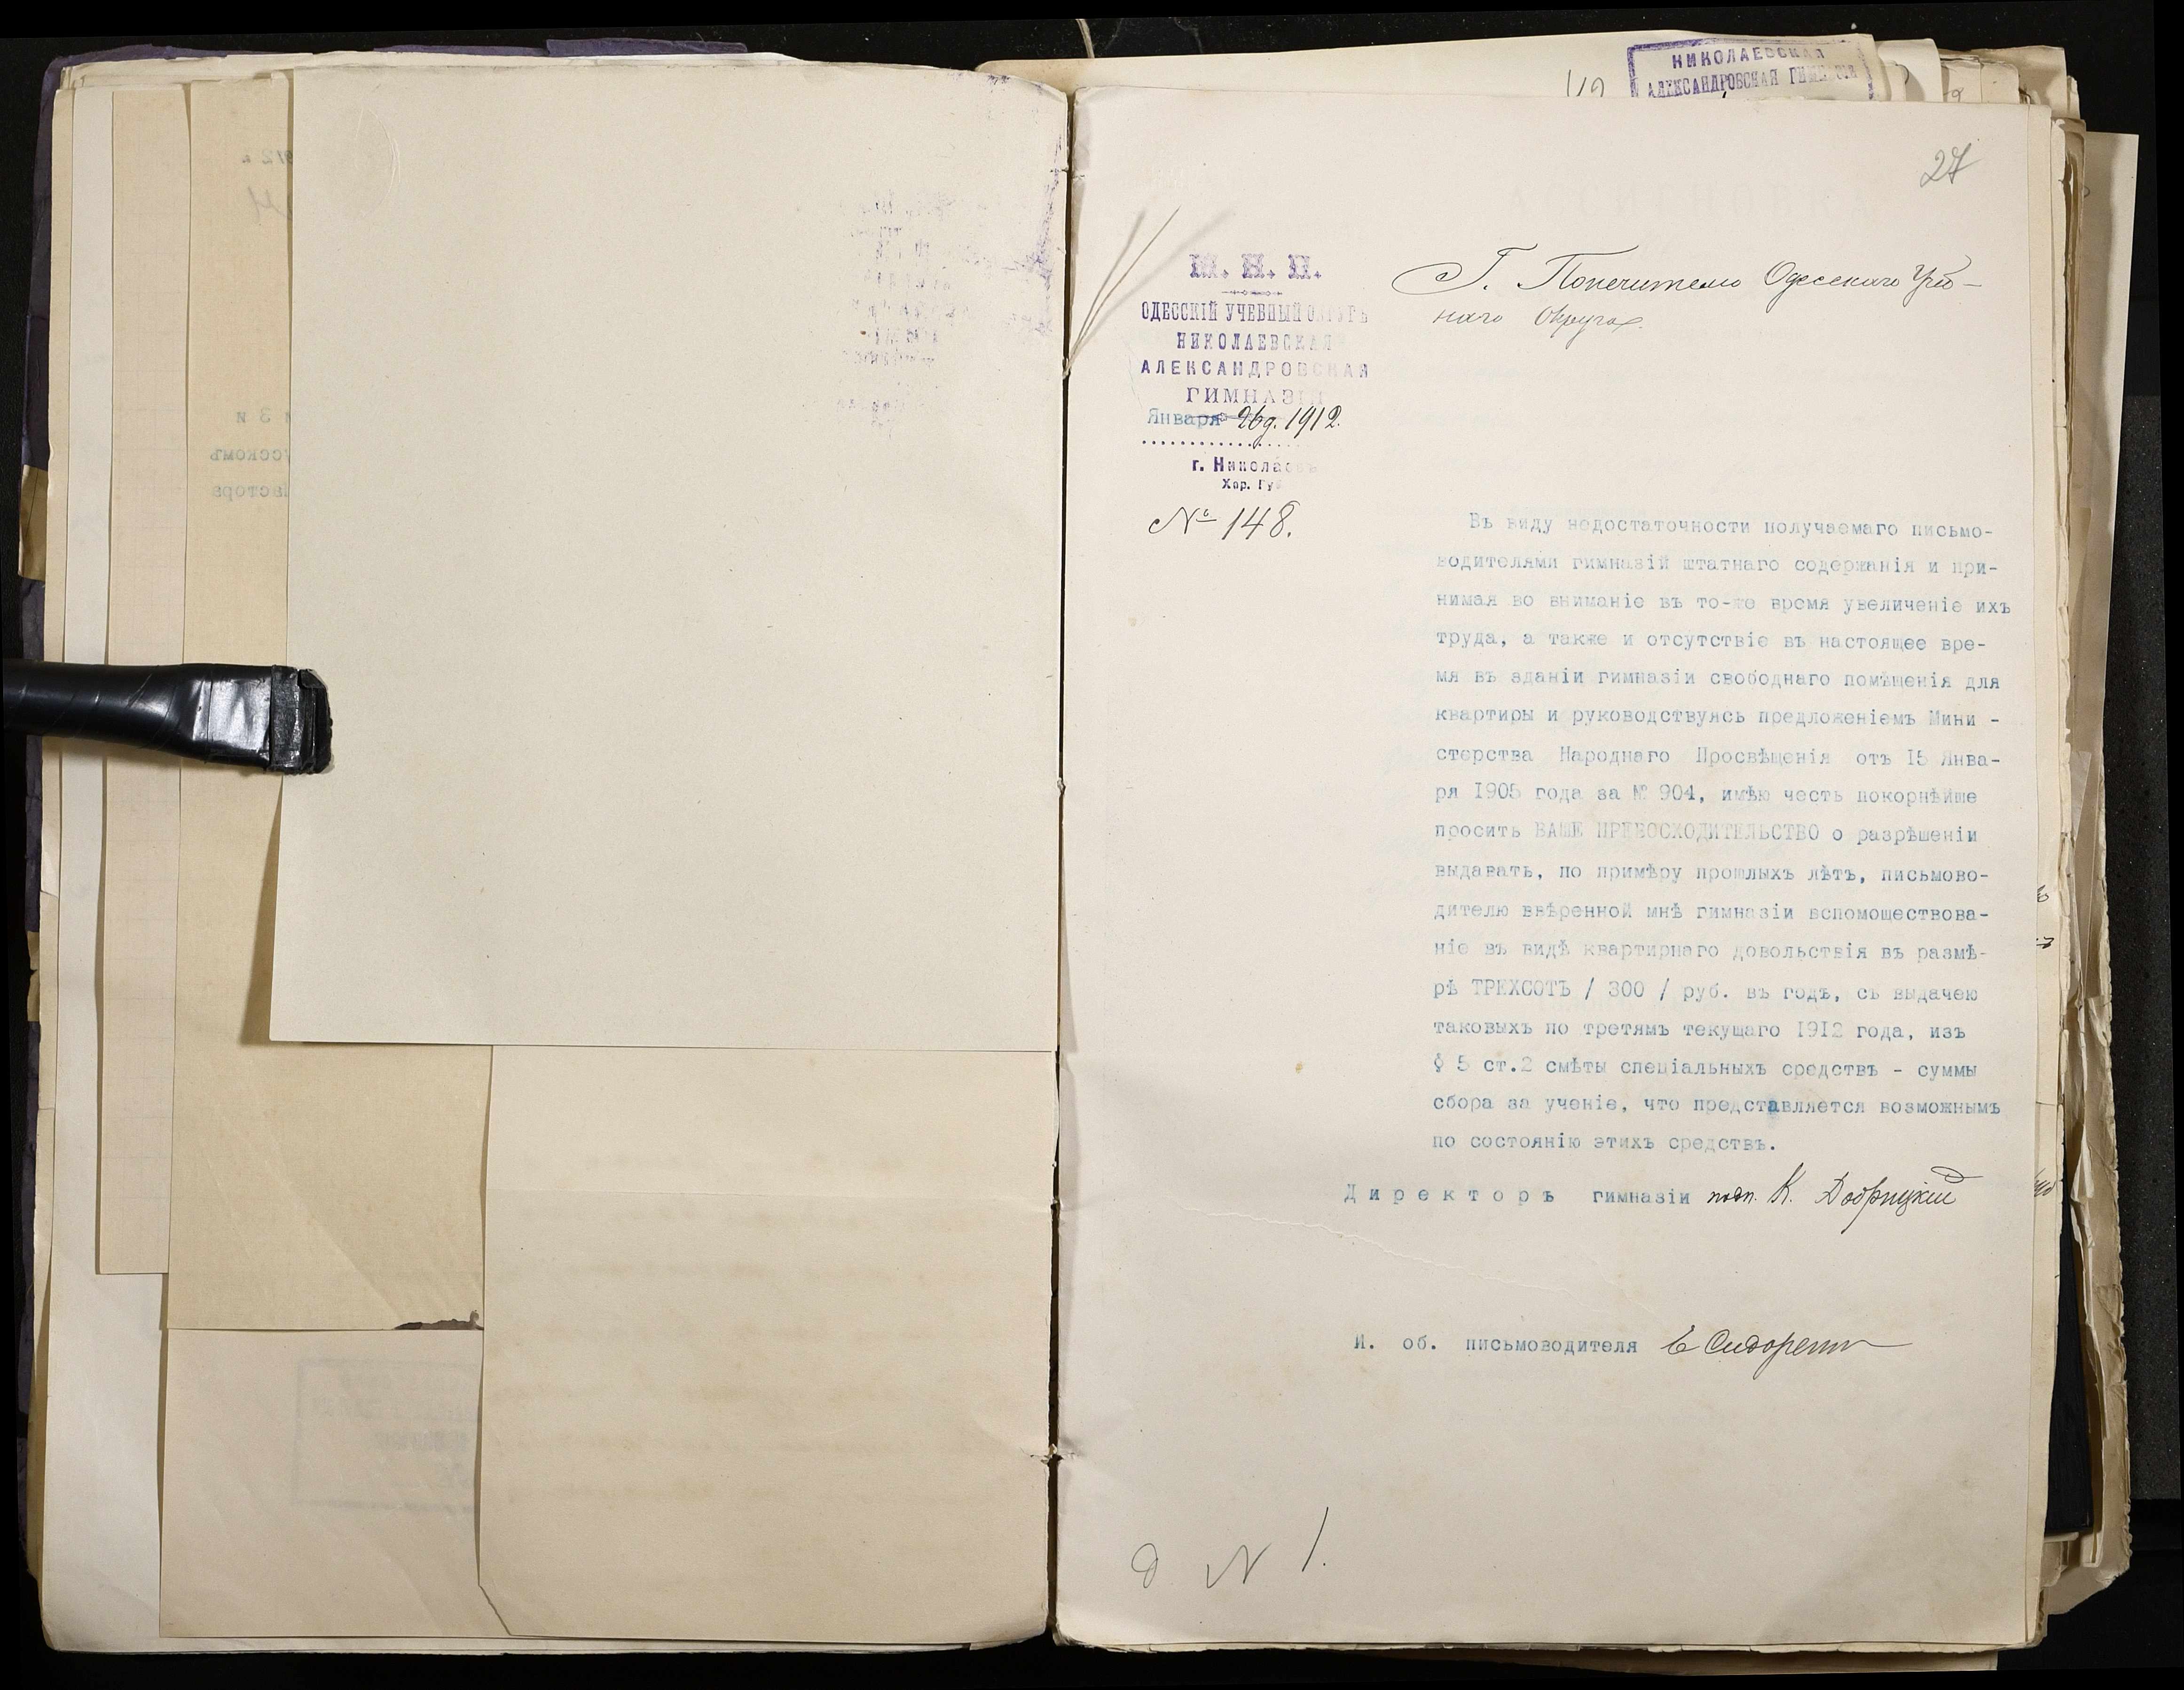 НИКОЛАЕВСКАЯ
АЛЕКСАНДРОВСКАЯ ГИМНАЗІЯ
27
М. Н. П.
ОДЕССКІЙ УЧЕБНЫЙ ОКРУГЪ
НИКОЛАЕВСКАЯ
АЛЕКСАНДРОВСКАЯ
ГИМНАЗІЯ
Января 26 д. 1912.
г. Николаевъ
Хер. Губ.
№ 148.
Г. Попечителю Одесскаго Учеб-
наго Округа.
Въ виду недостаточности получаемаго письмо-
водителями гимназій штатнаго содержанія и при-
нимая во вниманіе въ то-же время увеличеніе ихъ
труда, а также и отсутствіе въ настоящее вре-
мя въ зданіи гимназіи свободнаго помѣщенія для
квартиры и руководствуясь предложеніемъ Мини -
стерства Народнаго Просвѣщенія отъ 15 Янва-
ря 1905 года за № 904, имѣю честь покорнѣйше
просить ВАШЕ ПРЕВОСХОДИТЕЛЬСТВО о разрѣшеніи
выдавать, по примѣру прошлыхъ лѣтъ, письмово-
дителю ввѣренной мнѣ гимназіи вспомоществова-
ніе въ видѣ квартирнаго довольствія въ размѣ-
рѣ ТРЕХСОТЪ / 300 / руб. въ годъ, съ выдачею
таковыхъ по третямъ текущаго 1912 года, изъ
§ 5 ст.2 смѣты спеціальныхъ средствъ - суммы
сбора за ученіе, что представляется возможнымъ
по состоянію этихъ средствъ.
Директоръ гимназіи подп. К. Добрицкій
И. об. письмоводителя Е Сидоренко
д N 1.